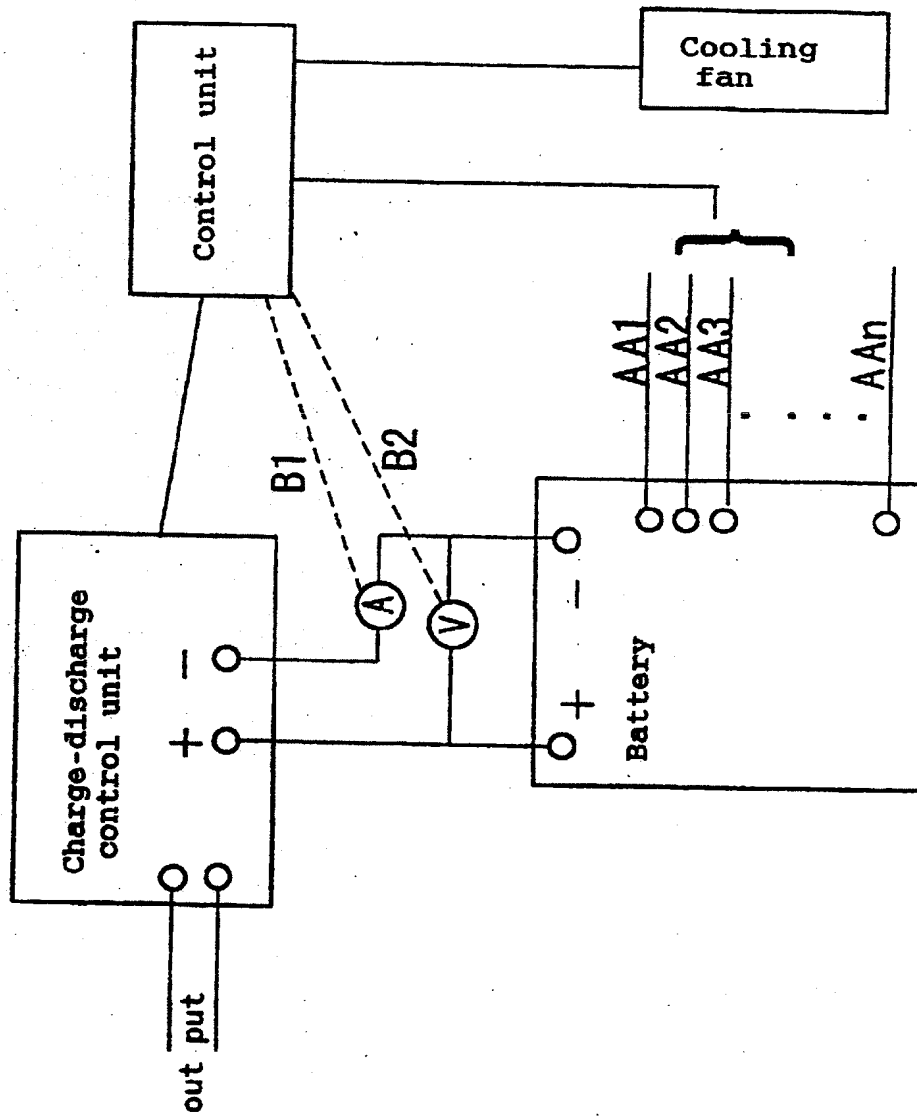 Cooling
fan
Control unit
AA1
AA2
AA3
. . . .
AAn
B1
B2
Charge-discharge
control unit
+ −
A
V
+ −
Battery
out put